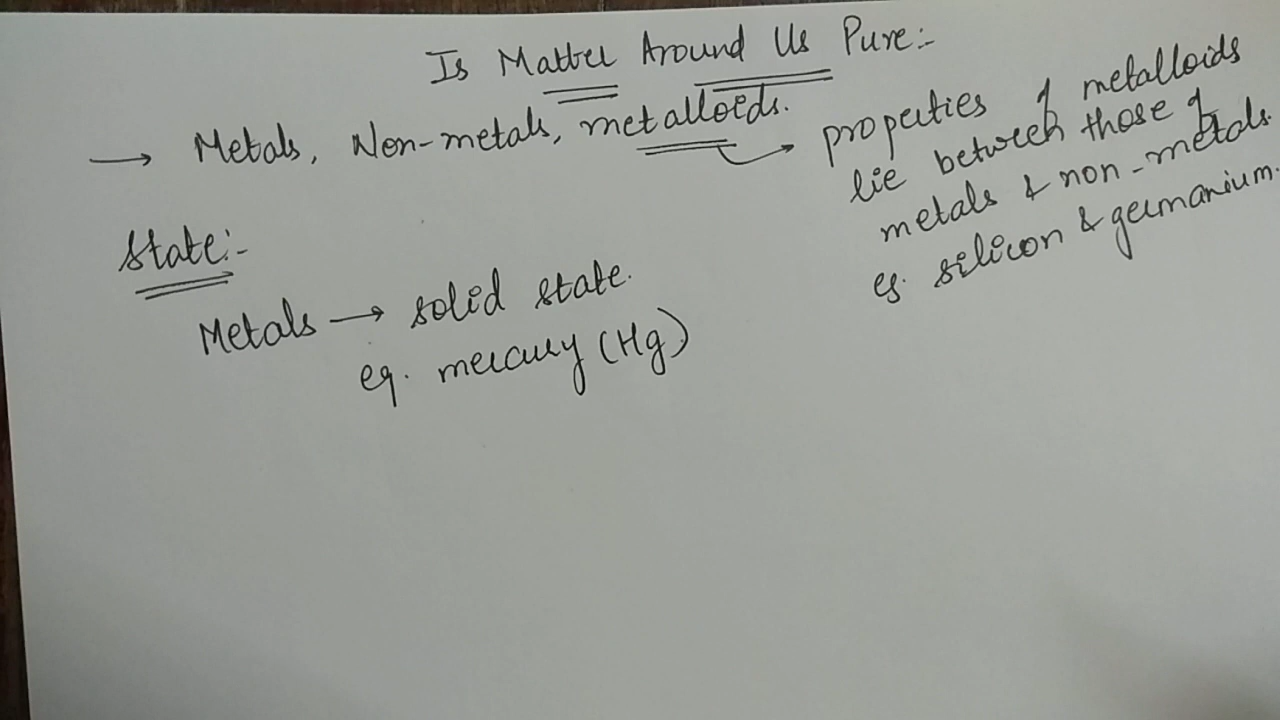 Is Matter Around Us Pure:-
→ Metals, Non-metals, metalloids. → properties of metalloids
lie between those of
metals & non-metals.
eg. silicon & germanium.
State:-
Metals → solid state.
eg. mercury (Hg)